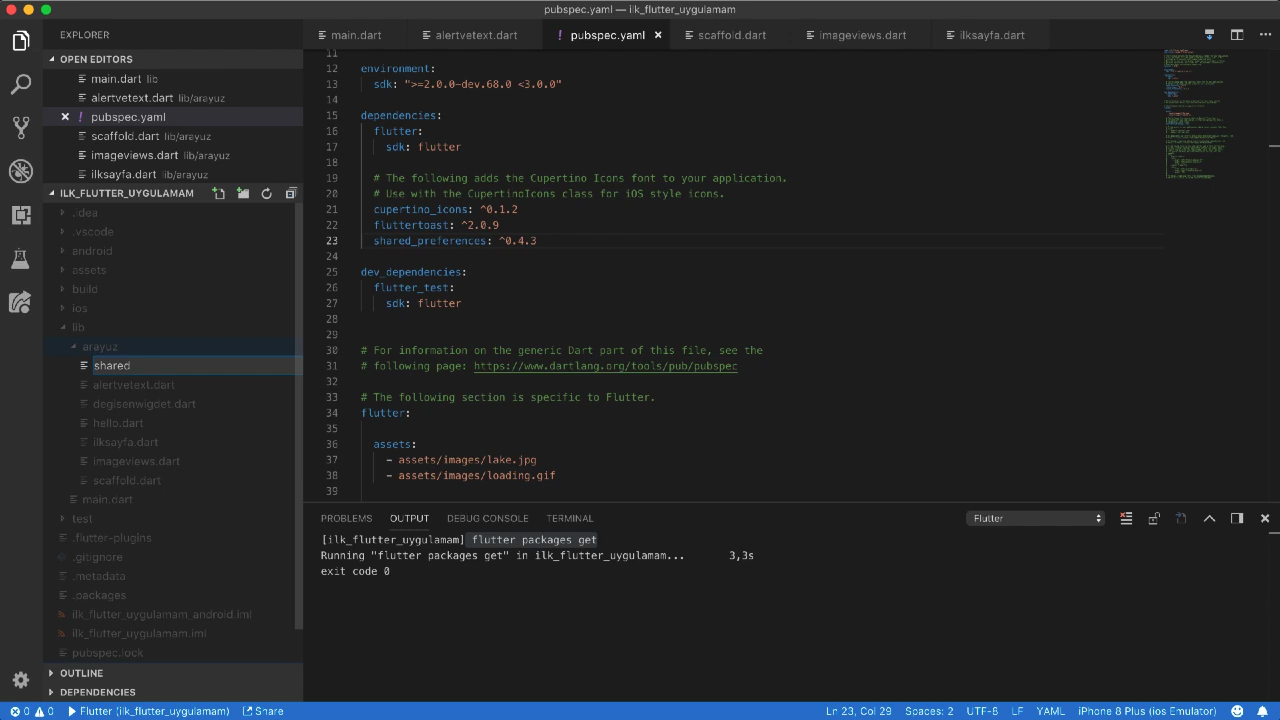 pubspec.yaml — ilk_flutter_uygulamam
EXPLORER
OPEN EDITORS
main.dart lib
alertvetext.dart lib/arayuz
! pubspec.yaml
scaffold.dart lib/arayuz
imageviews.dart lib/arayuz
ilksayfa.dart lib/arayuz
ILK_FLUTTER_UYGULAMAM
.idea
.vscode
android
assets
build
ios
lib
arayuz
shared
alertvetext.dart
degisenwigdet.dart
hello.dart
ilksayfa.dart
imageviews.dart
scaffold.dart
main.dart
test
.flutter-plugins
.gitignore
.metadata
.packages
ilk_flutter_uygulamam_android.iml
ilk_flutter_uygulamam.iml
pubspec.lock
OUTLINE
DEPENDENCIES
main.dart alertvetext.dart ! pubspec.yaml scaffold.dart imageviews.dart ilksayfa.dart
11
12 environment:
13 sdk: ">=2.0.0-dev.68.0 <3.0.0"
14
15 dependencies:
16 flutter:
17 sdk: flutter
18
19 # The following adds the Cupertino Icons font to your application.
20 # Use with the CupertinoIcons class for iOS style icons.
21 cupertino_icons: ^0.1.2
22 fluttertoast: ^2.0.9
23 shared_preferences: ^0.4.3
24
25 dev_dependencies:
26 flutter_test:
27 sdk: flutter
28
29
30 # For information on the generic Dart part of this file, see the
31 # following page: https://www.dartlang.org/tools/pub/pubspec
32
33 # The following section is specific to Flutter.
34 flutter:
35
36 assets:
37 - assets/images/lake.jpg
38 - assets/images/loading.gif
39
PROBLEMS OUTPUT DEBUG CONSOLE TERMINAL Flutter
[ilk_flutter_uygulamam] flutter packages get
Running "flutter packages get" in ilk_flutter_uygulamam... 3,3s
exit code 0
0 0 Flutter (ilk_flutter_uygulamam) Share Ln 23, Col 29 Spaces: 2 UTF-8 LF YAML iPhone 8 Plus (ios Emulator)